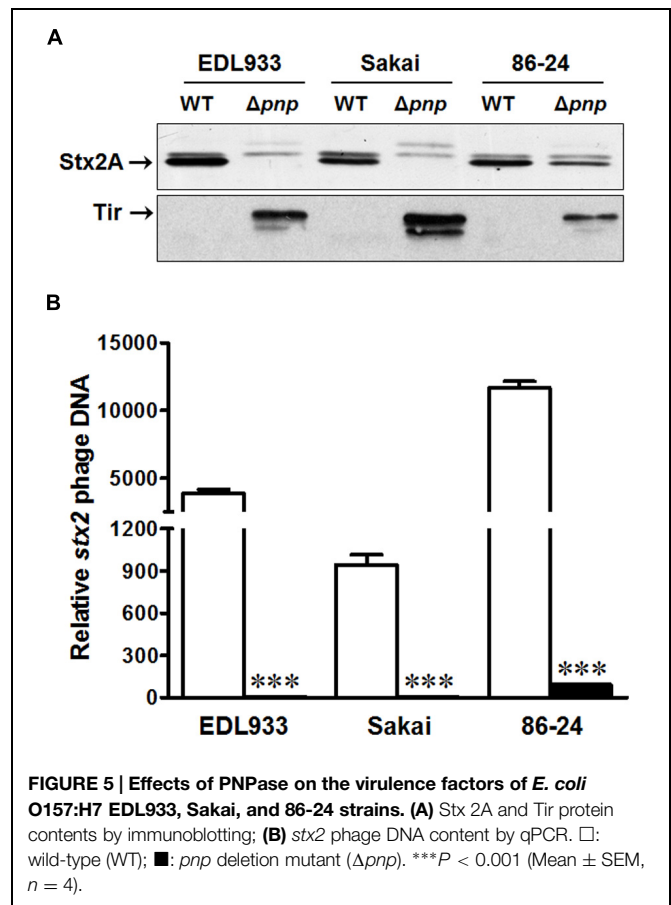 A
EDL933 Sakai 86-24
WT Δpnp WT Δpnp WT Δpnp
Stx2A →
Tir →
B
15000
10000
5000
1200
900
600
300
0
Relative stx2 phage DNA
*** *** ***
EDL933 Sakai 86-24
FIGURE 5 | Effects of PNPase on the virulence factors of E. coli
O157:H7 EDL933, Sakai, and 86-24 strains. (A) Stx 2A and Tir protein
contents by immunoblotting; (B) stx2 phage DNA content by qPCR. □:
wild-type (WT); ■: pnp deletion mutant (Δpnp). ***P < 0.001 (Mean ± SEM,
n = 4).